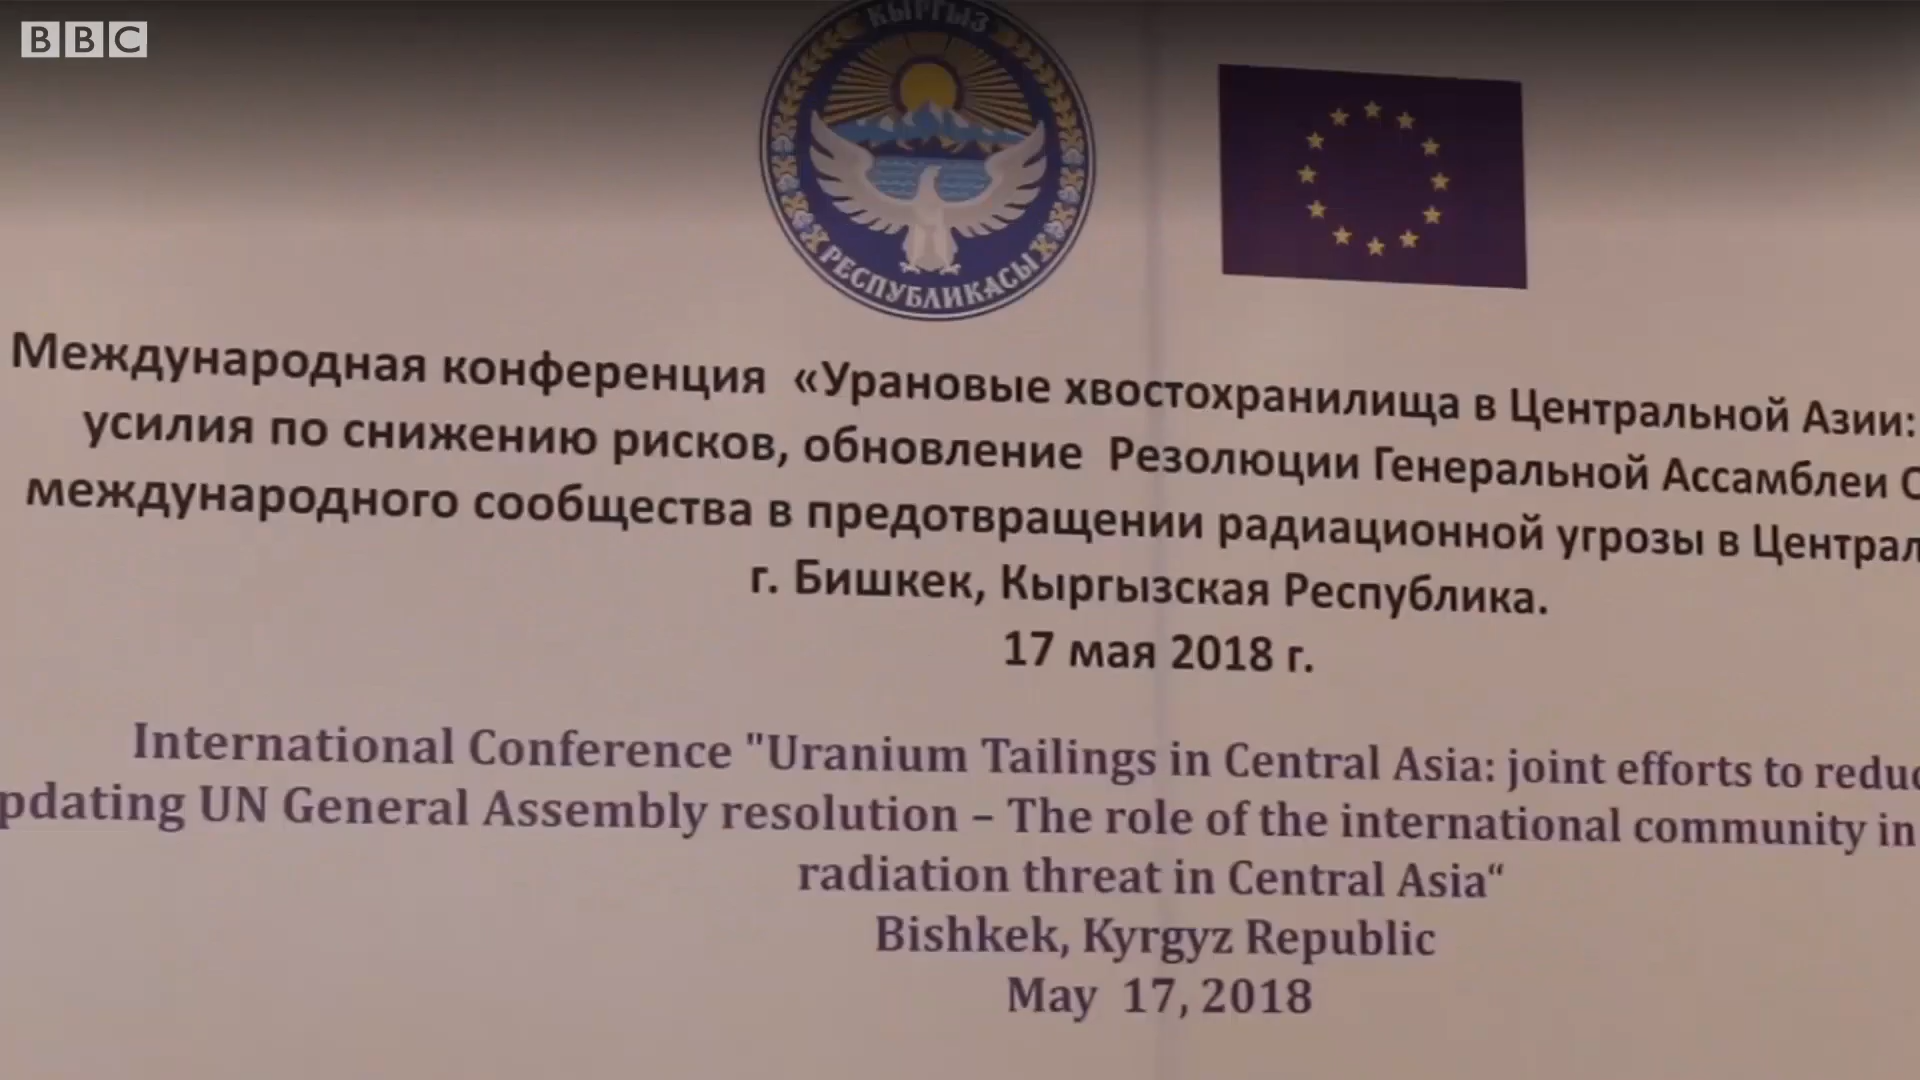 BBC
КЫРГЫЗ
РЕСПУБЛИКАСЫ
Международная конференция «Урановые хвостохранилища в Центральной Азии:
усилия по снижению рисков, обновление Резолюции Генеральной Ассамблеи
международного сообщества в предотвращении радиационной угрозы в
г. Бишкек, Кыргызская Республика.
17 мая 2018 г.
International Conference "Uranium Tailings in Central Asia: joint efforts to
pdating UN General Assembly resolution – The role of the international community in
radiation threat in Central Asia“
Bishkek, Kyrgyz Republic
May 17, 2018